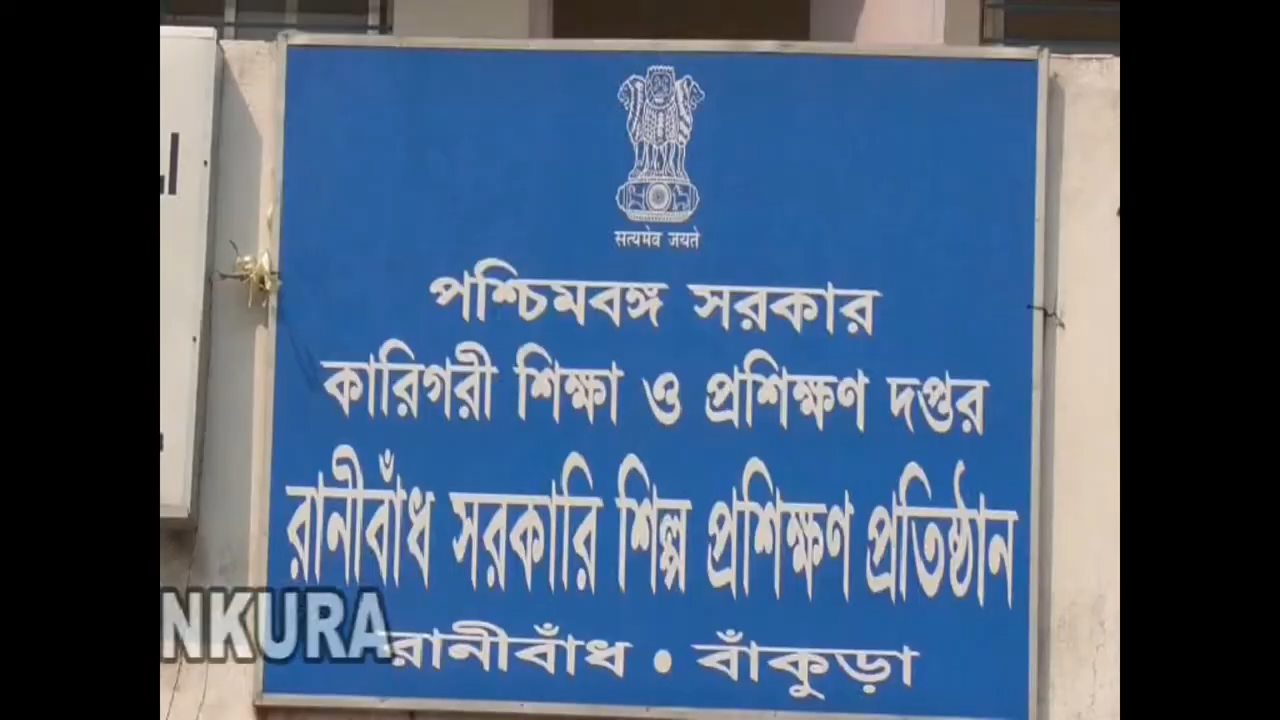 सत्यमेव जयते
পশ্চিমবঙ্গ সরকার
কারিগরী শিক্ষা ও প্রশিক্ষণ দপ্তর
রানীবাঁধ সরকারি শিল্প প্রশিক্ষণ প্রতিষ্ঠান
রানীবাঁধ • বাঁকুড়া
NKURA